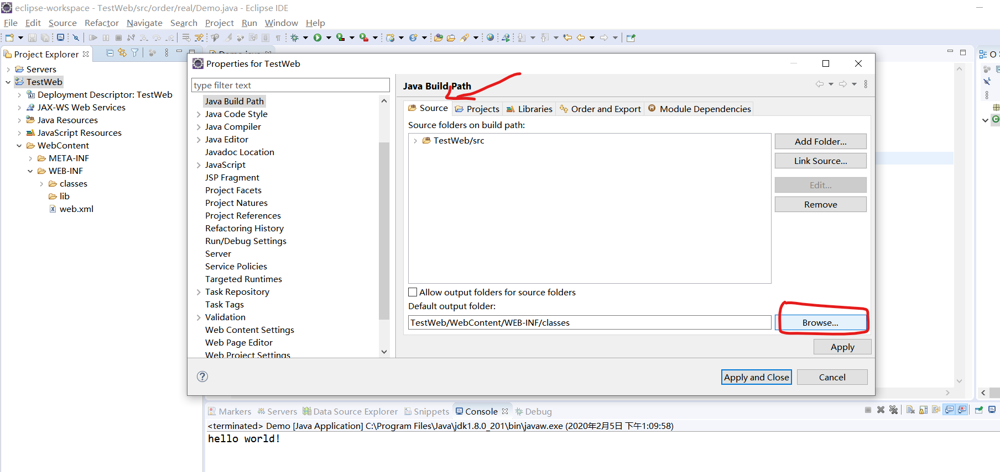 eclipse-workspace - TestWeb/src/order/real/Demo.java - Eclipse IDE
File Edit Source Refactor Navigate Search Project Run Window Help
Project Explorer
Servers
TestWeb
Deployment Descriptor: TestWeb
JAX-WS Web Services
Java Resources
JavaScript Resources
WebContent
META-INF
WEB-INF
classes
lib
web.xml
Properties for TestWeb
type filter text
Java Build Path
Java Code Style
Java Compiler
Java Editor
Javadoc Location
JavaScript
JSP Fragment
Project Facets
Project Natures
Project References
Refactoring History
Run/Debug Settings
Server
Service Policies
Targeted Runtimes
Task Repository
Task Tags
Validation
Web Content Settings
Web Page Editor
Web Project Settings
Java Build Path
Source Projects Libraries Order and Export Module Dependencies
Source folders on build path:
TestWeb/src
Add Folder...
Link Source...
Edit...
Remove
Allow output folders for source folders
Default output folder:
TestWeb/WebContent/WEB-INF/classes
Browse...
Apply
Apply and Close Cancel
Markers Servers Data Source Explorer Snippets Console Debug
<terminated> Demo [Java Application] C:\Program Files\Java\jdk1.8.0_201\bin\javaw.exe (2020年2月5日 下午1:09:58)
hello world!